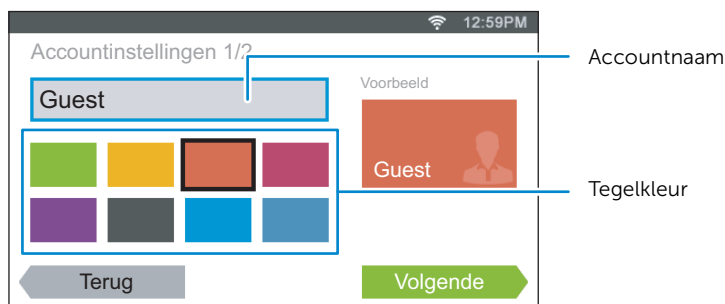 12:59PM
Accountinstellingen 1/2
Accountnaam
Guest
Voorbeeld
Guest
Tegelkleur
Terug
Volgende